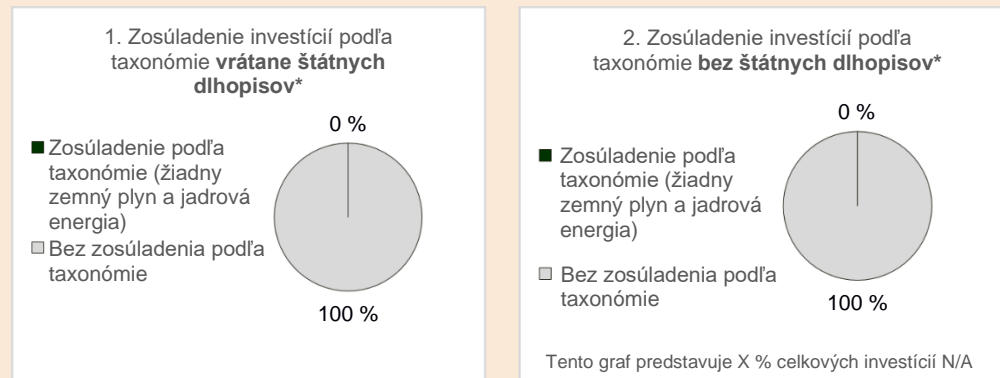 1. Zosúladenie investícií podľa
taxonómie vrátane štátnych
dlhopisov*
0 %
Zosúladenie podľa
taxonómie (žiadny
zemný plyn a jadrová
energia)
Bez zosúladenia podľa
taxonómie
100 %
2. Zosúladenie investícií podľa
taxonómie bez štátnych dlhopisov*
0 %
Zosúladenie podľa
taxonómie (žiadny
zemný plyn a jadrová
energia)
Bez zosúladenia podľa
taxonómie
100 %
Tento graf predstavuje X % celkových investícií N/A